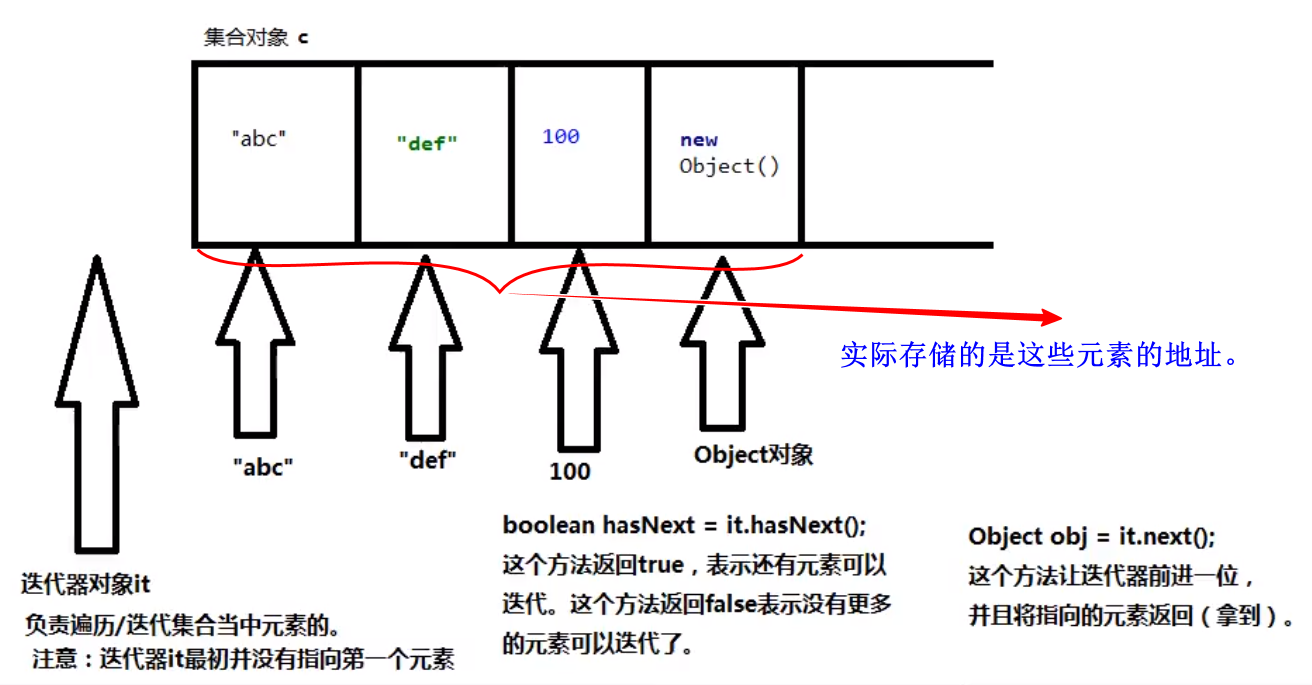 集合对象 c
"abc"
"def"
100
new
Object()
实际存储的是这些元素的地址。
"abc"
"def"
100
Object对象
迭代器对象it
负责遍历/迭代集合当中元素的。
注意：迭代器it最初并没有指向第一个元素
boolean hasNext = it.hasNext();
这个方法返回true，表示还有元素可以
迭代。这个方法返回false表示没有更多
的元素可以迭代了。
Object obj = it.next();
这个方法让迭代器前进一位，
并且将指向的元素返回（拿到）。